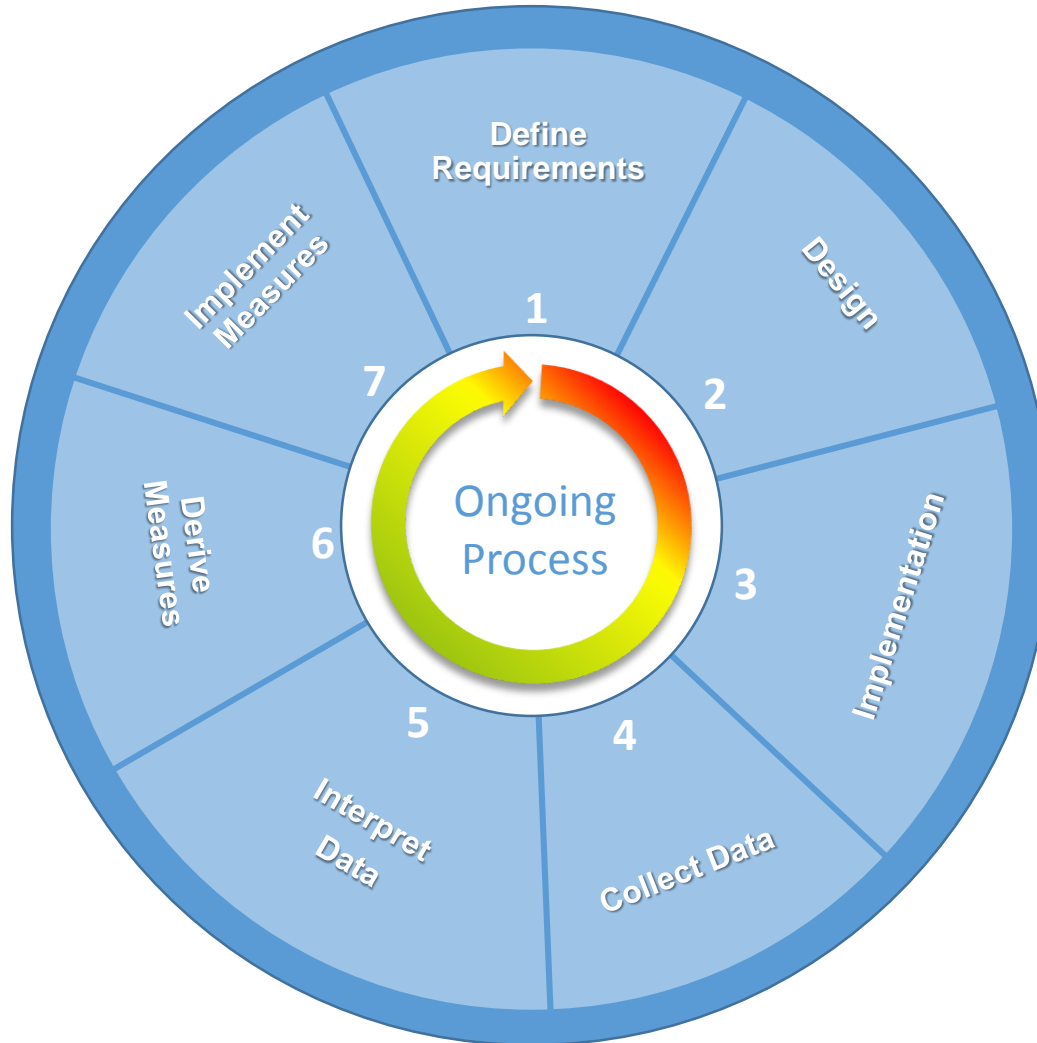 Define
Requirements
1
Design
2
Implementation
3
Collect Data
4
Interpret
Data
5
Derive
Measures
6
Implement
Measures
7
Ongoing
Process